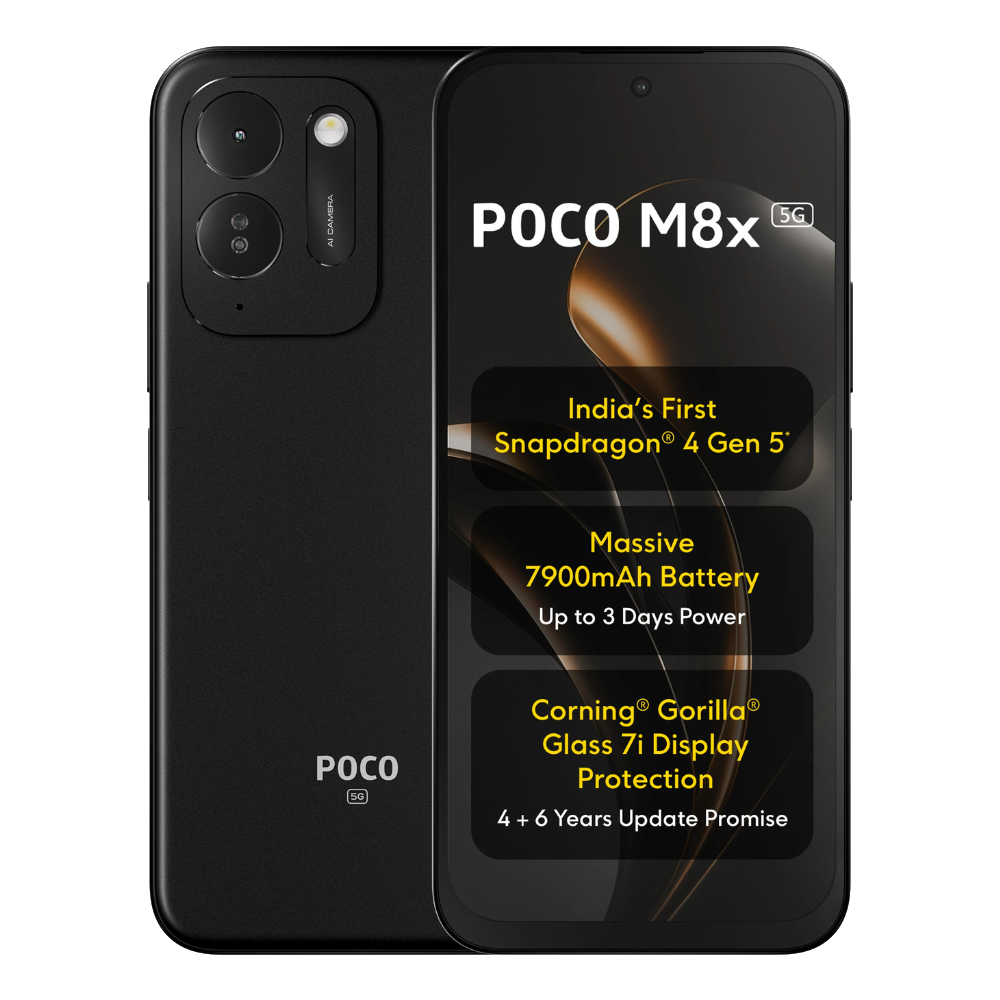 AI CAMERA
POCO
5G
POCO M8x 5G
India's First
Snapdragon® 4 Gen 5*
Massive
7900mAh Battery
Up to 3 Days Power
Corning® Gorilla®
Glass 7i Display
Protection
4 + 6 Years Update Promise